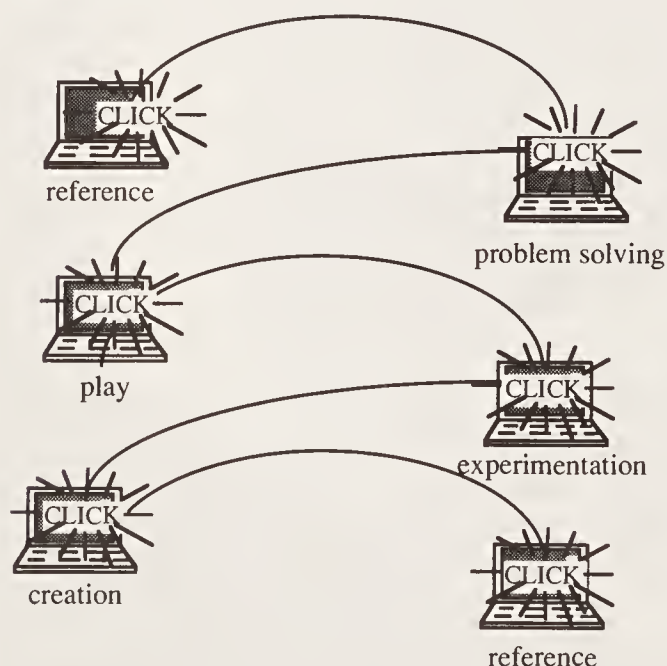 CLICK
reference
CLICK
problem solving
CLICK
play
CLICK
experimentation
CLICK
creation
CLICK
reference